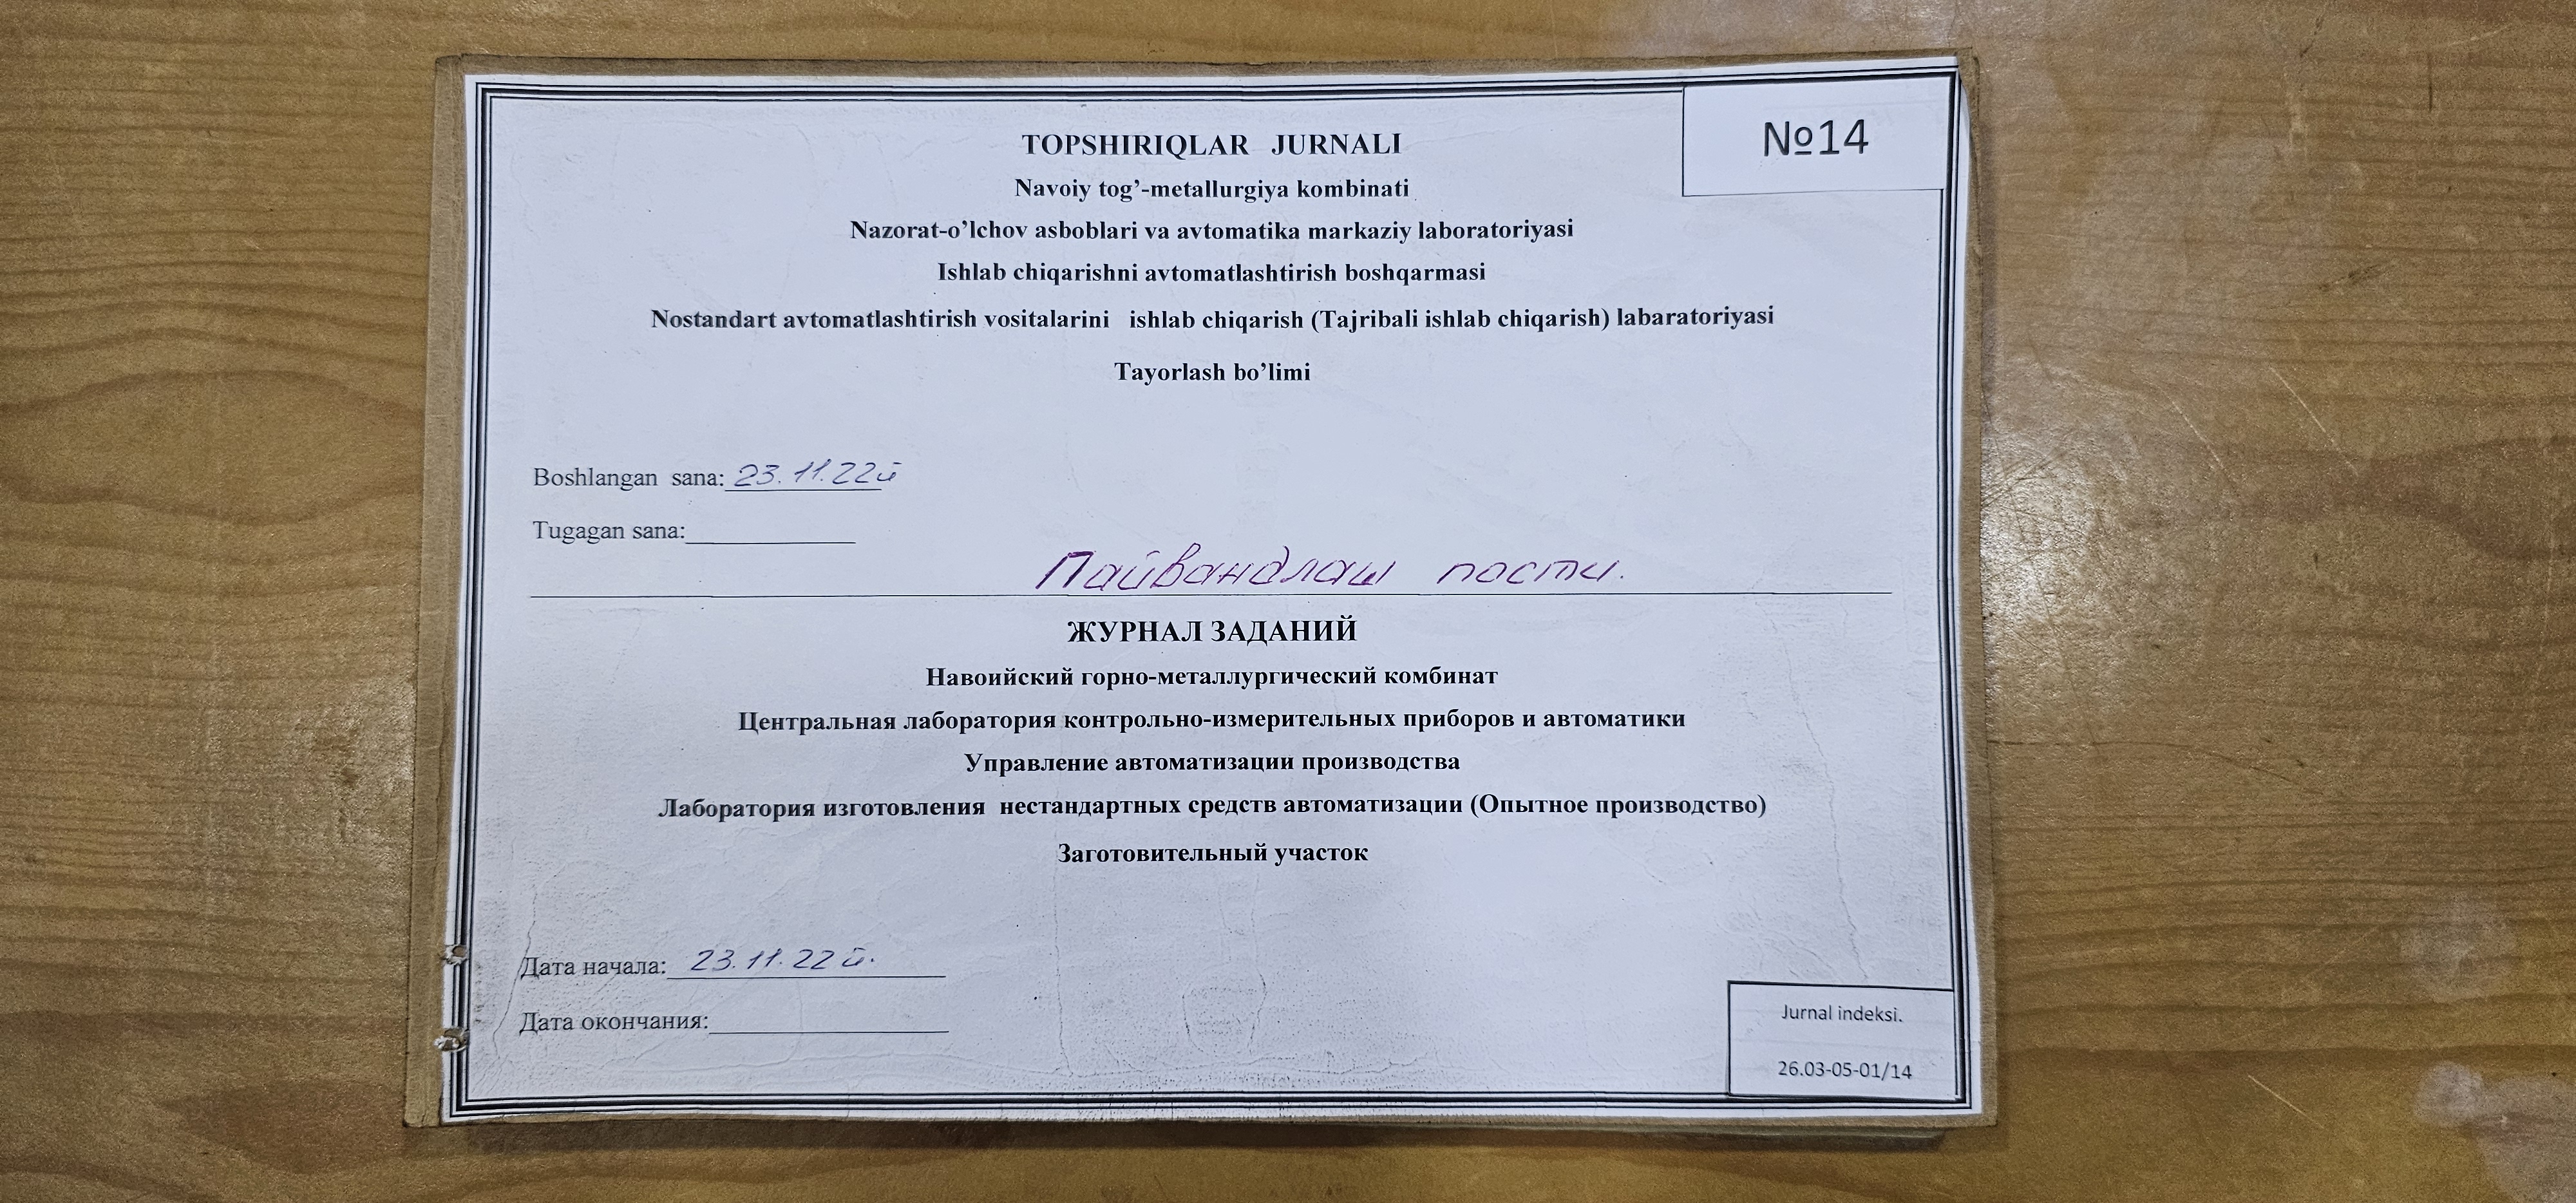 №14
TOPSHIRIQLAR JURNALI
Navoiy tog’-metallurgiya kombinati
Nazorat-o’lchov asboblari va avtomatika markaziy laboratoriyasi
Ishlab chiqarishni avtomatlashtirish boshqarmasi
Nostandart avtomatlashtirish vositalarini ishlab chiqarish (Tajribali ishlab chiqarish) labaratoriyasi
Tayorlash bo’limi
Boshlangan sana: 23.11.22й
Tugagan sana:
Пайвандлаш пости.
ЖУРНАЛ ЗАДАНИЙ
Навоийский горно-металлургический комбинат
Центральная лаборатория контрольно-измерительных приборов и автоматики
Управление автоматизации производства
Лаборатория изготовления нестандартных средств автоматизации (Опытное производство)
Заготовительный участок
Дата начала: 23.11.22й.
Дата окончания:
Jurnal indeksi.
26.03-05-01/14